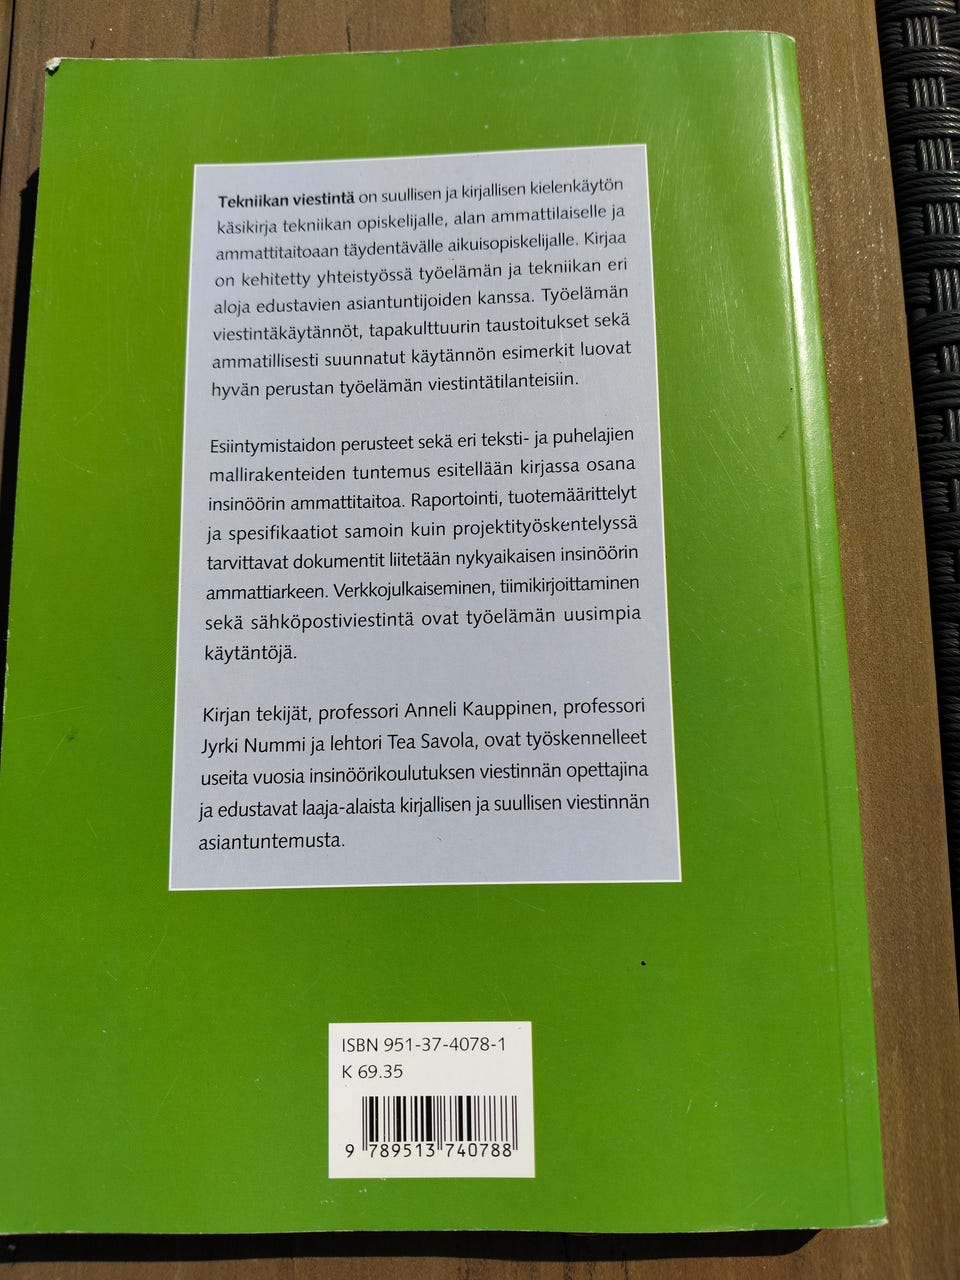 Tekniikan viestintä on suullisen ja kirjallisen kielenkäytön
käsikirja tekniikan opiskelijalle, alan ammattilaiselle ja
ammattitaitoaan täydentävälle aikuisopiskelijalle. Kirjaa
on kehitetty yhteistyössä työelämän ja tekniikan eri
aloja edustavien asiantuntijoiden kanssa. Työelämän
viestintäkäytännöt, tapakulttuurin taustoitukset sekä
ammatillisesti suunnatut käytännön esimerkit luovat
hyvän perustan työelämän viestintätilanteisiin.
Esiintymistaidon perusteet sekä eri teksti- ja puhelajien
mallirakenteiden tuntemus esitellään kirjassa osana
insinöörin ammattitaitoa. Raportointi, tuotemäärittelyt
ja spesifikaatiot samoin kuin projektityöskentelyssä
tarvittavat dokumentit liitetään nykyaikaisen insinöörin
ammattiarkeen. Verkkojulkaiseminen, tiimikirjoittaminen
sekä sähköpostiviestintä ovat työelämän uusimpia
käytäntöjä.
Kirjan tekijät, professori Anneli Kauppinen, professori
Jyrki Nummi ja lehtori Tea Savola, ovat työskennelleet
useita vuosia insinöörikoulutuksen viestinnän opettajina
ja edustavat laaja-alaista kirjallisen ja suullisen viestinnän
asiantuntemusta.
ISBN 951-37-4078-1
K 69.35
9 789513 740788